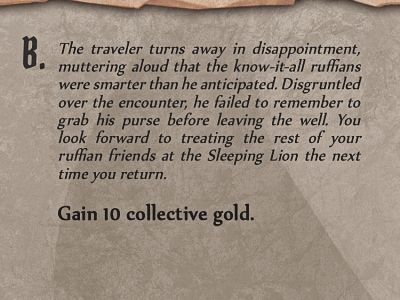 B. The traveler turns away in disappointment,
muttering aloud that the know-it-all ruffians
were smarter than he anticipated. Disgruntled
over the encounter, he failed to remember to
grab his purse before leaving the well. You
look forward to treating the rest of your
ruffian friends at the Sleeping Lion the next
time you return.
Gain 10 collective gold.